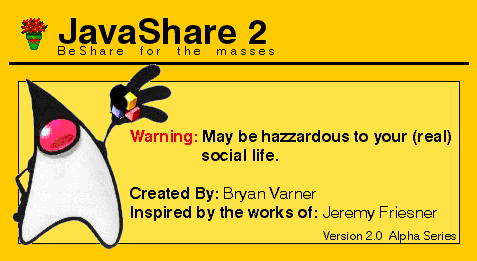 JavaShare 2
BeShare for the masses
Warning: May be hazzardous to your (real)
social life.
Created By: Bryan Varner
Inspired by the works of: Jeremy Friesner
Version 2.0 Alpha Series